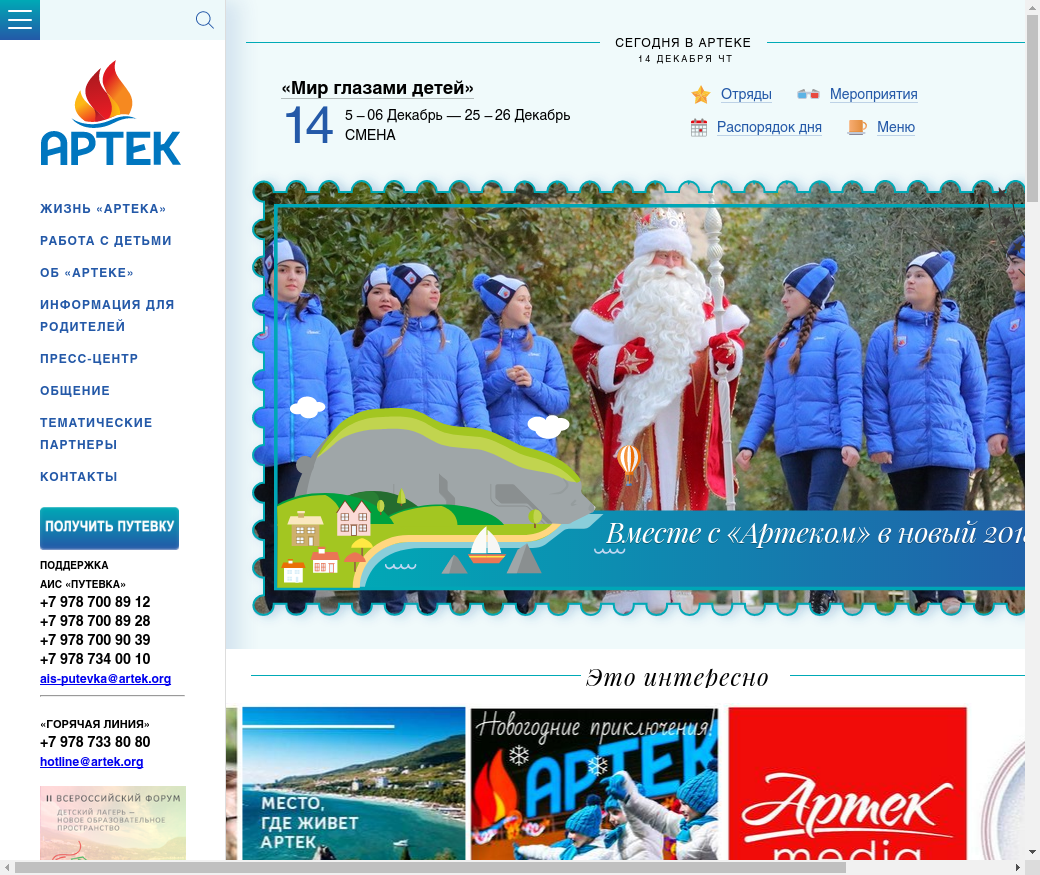 АРТЕК
ЖИЗНЬ «АРТЕКА»
РАБОТА С ДЕТЬМИ
ОБ «АРТЕКЕ»
ИНФОРМАЦИЯ ДЛЯ
РОДИТЕЛЕЙ
ПРЕСС-ЦЕНТР
ОБЩЕНИЕ
ТЕМАТИЧЕСКИЕ
ПАРТНЕРЫ
КОНТАКТЫ
ПОЛУЧИТЬ ПУТЕВКУ
ПОДДЕРЖКА
АИС «ПУТЕВКА»
+7 978 700 89 12
+7 978 700 89 28
+7 978 700 90 39
+7 978 734 00 10
ais-putevka@artek.org
«ГОРЯЧАЯ ЛИНИЯ»
+7 978 733 80 80
hotline@artek.org
II ВСЕРОССИЙСКИЙ ФОРУМ
ДЕТСКИЙ ЛАГЕРЬ —
НОВОЕ ОБРАЗОВАТЕЛЬНОЕ
ПРОСТРАНСТВО
СЕГОДНЯ В АРТЕКЕ
14 ДЕКАБРЯ ЧТ
«Мир глазами детей»
14 5 – 06 Декабрь — 25 – 26 Декабрь
СМЕНА
Отряды Мероприятия
Распорядок дня Меню
Вместе с «Артеком» в новый 2018
Это интересно
МЕСТО,
ГДЕ ЖИВЕТ
АРТЕК
Новогодние приключения!
АРТЕК
Артек
media